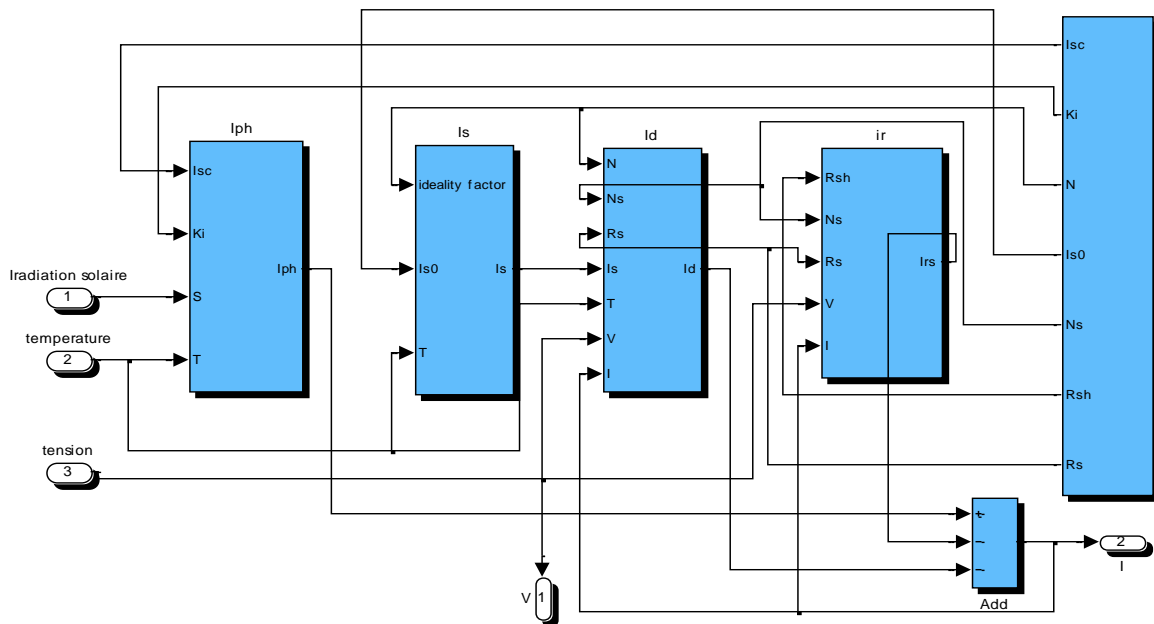 Iph
Isc
Ki
S
T
Iph
Is
ideality factor
Is0
T
Is
Id
N
Ns
Rs
Is
T
V
I
Id
ir
Rsh
Ns
Rs
V
I
Irs
Isc
Ki
N
Is0
Ns
Rsh
Rs
Iradiation solaire
1
temperature
2
tension
3
V 1
+
−
−
Add
2
I